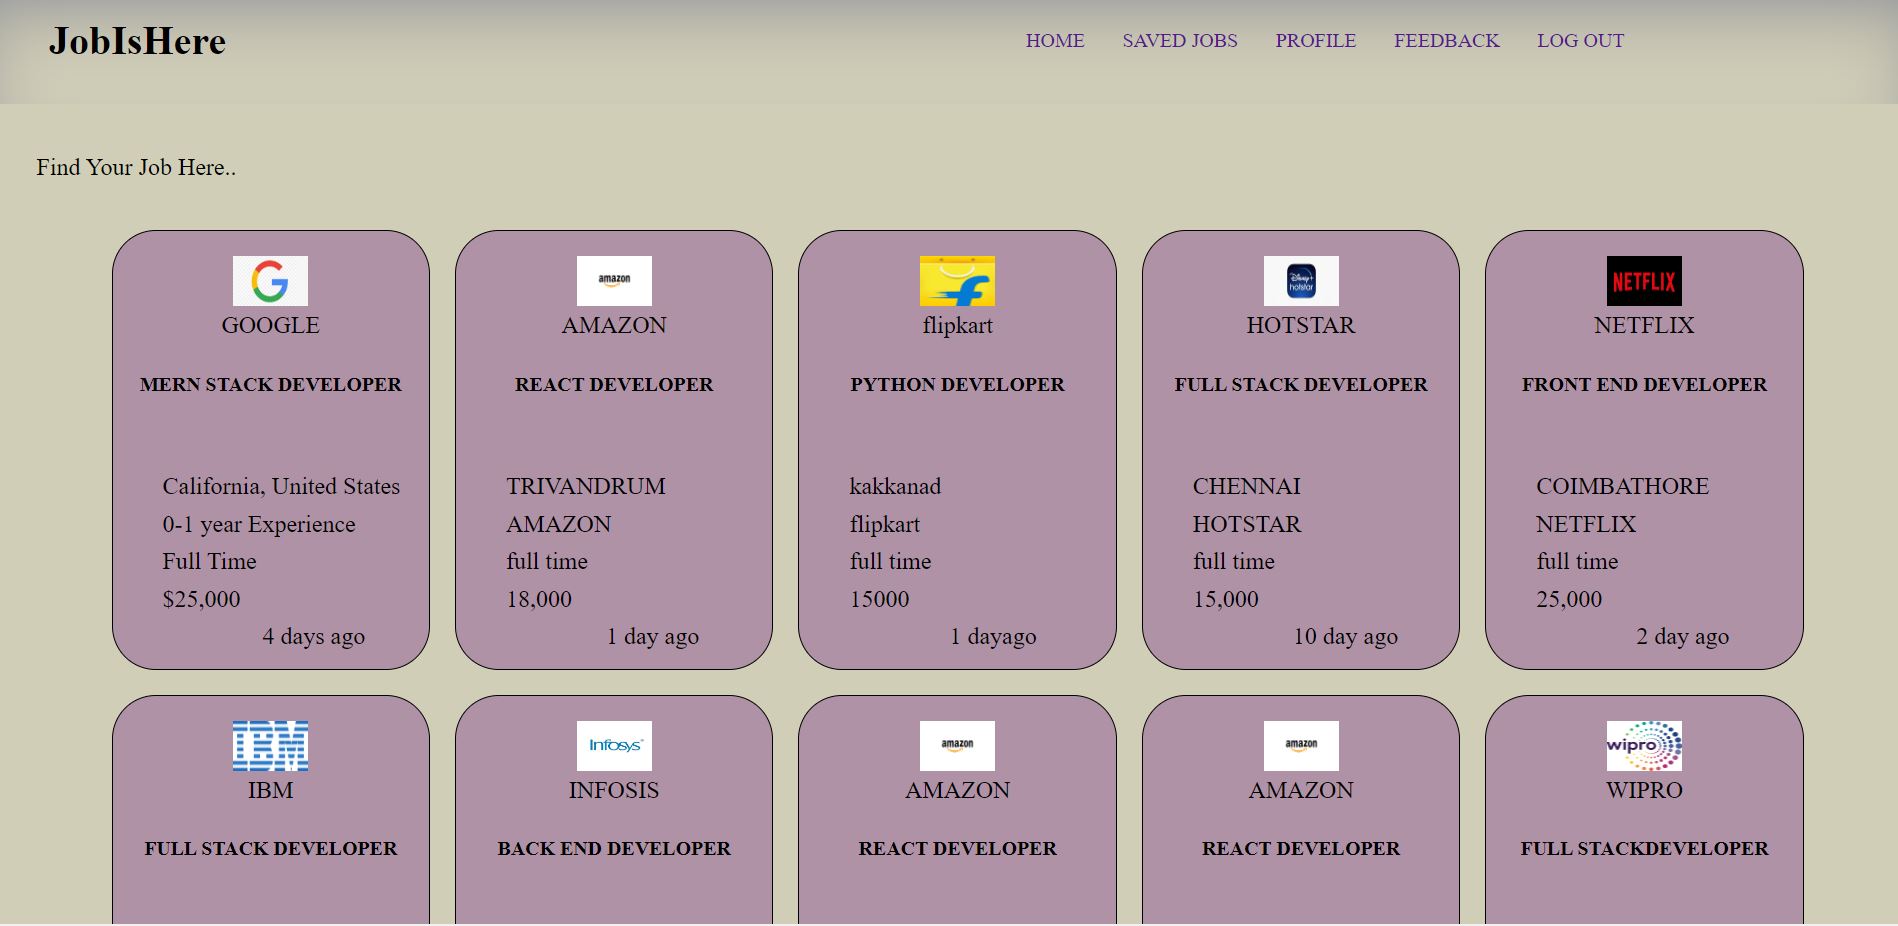 JobIsHere
HOME SAVED JOBS PROFILE FEEDBACK LOG OUT
Find Your Job Here..
GOOGLE
MERN STACK DEVELOPER
California, United States
0-1 year Experience
Full Time
$25,000
4 days ago
amazon
AMAZON
REACT DEVELOPER
TRIVANDRUM
AMAZON
full time
18,000
1 day ago
flipkart
PYTHON DEVELOPER
kakkanad
flipkart
full time
15000
1 dayago
Disney+
hotstar
HOTSTAR
FULL STACK DEVELOPER
CHENNAI
HOTSTAR
full time
15,000
10 day ago
NETFLIX
NETFLIX
FRONT END DEVELOPER
COIMBATHORE
NETFLIX
full time
25,000
2 day ago
IBM
IBM
FULL STACK DEVELOPER
Infosys
INFOSIS
BACK END DEVELOPER
amazon
AMAZON
REACT DEVELOPER
amazon
AMAZON
REACT DEVELOPER
wipro
WIPRO
FULL STACKDEVELOPER